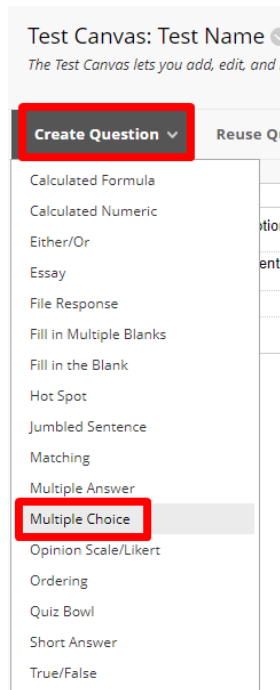 Test Canvas: Test Name
The Test Canvas lets you add, edit, and
Create Question
Reuse
Calculated Formula
Calculated Numeric
Either/Or
Essay
File Response
Fill in Multiple Blanks
Fill in the Blank
Hot Spot
Jumbled Sentence
Matching
Multiple Answer
Multiple Choice
Opinion Scale/Likert
Ordering
Quiz Bowl
Short Answer
True/False